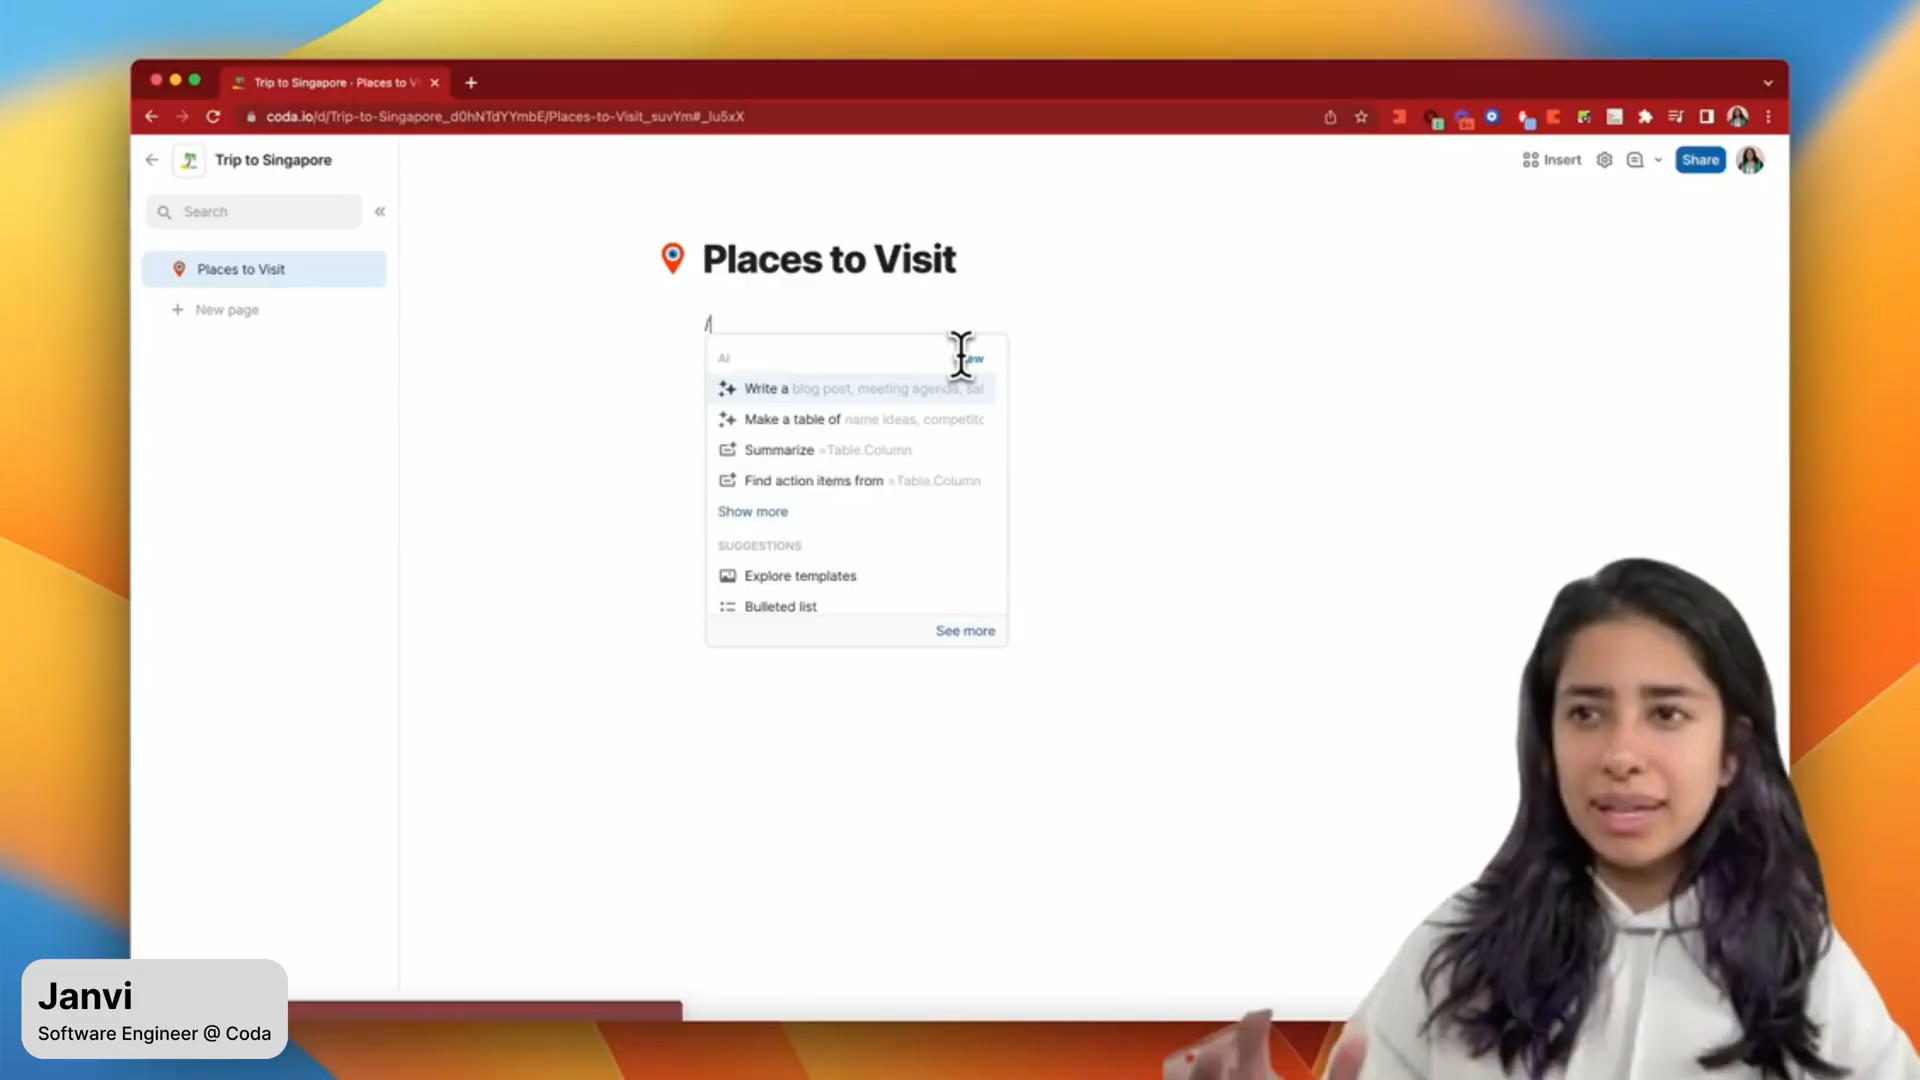 Trip to Singapore · Places to V
coda.io/d/Trip-to-Singapore_d0hNTdYYmbE/Places-to-Visit_suvYm#_lu5xX
Trip to Singapore
Insert
Share
Search
Places to Visit
New page
Places to Visit
/
AI
Write a blog post, meeting agenda, sal
Make a table of name ideas, competitc
Summarize =Table.Column
Find action items from =Table.Column
Show more
SUGGESTIONS
Explore templates
Bulleted list
See more
Janvi
Software Engineer @ Coda